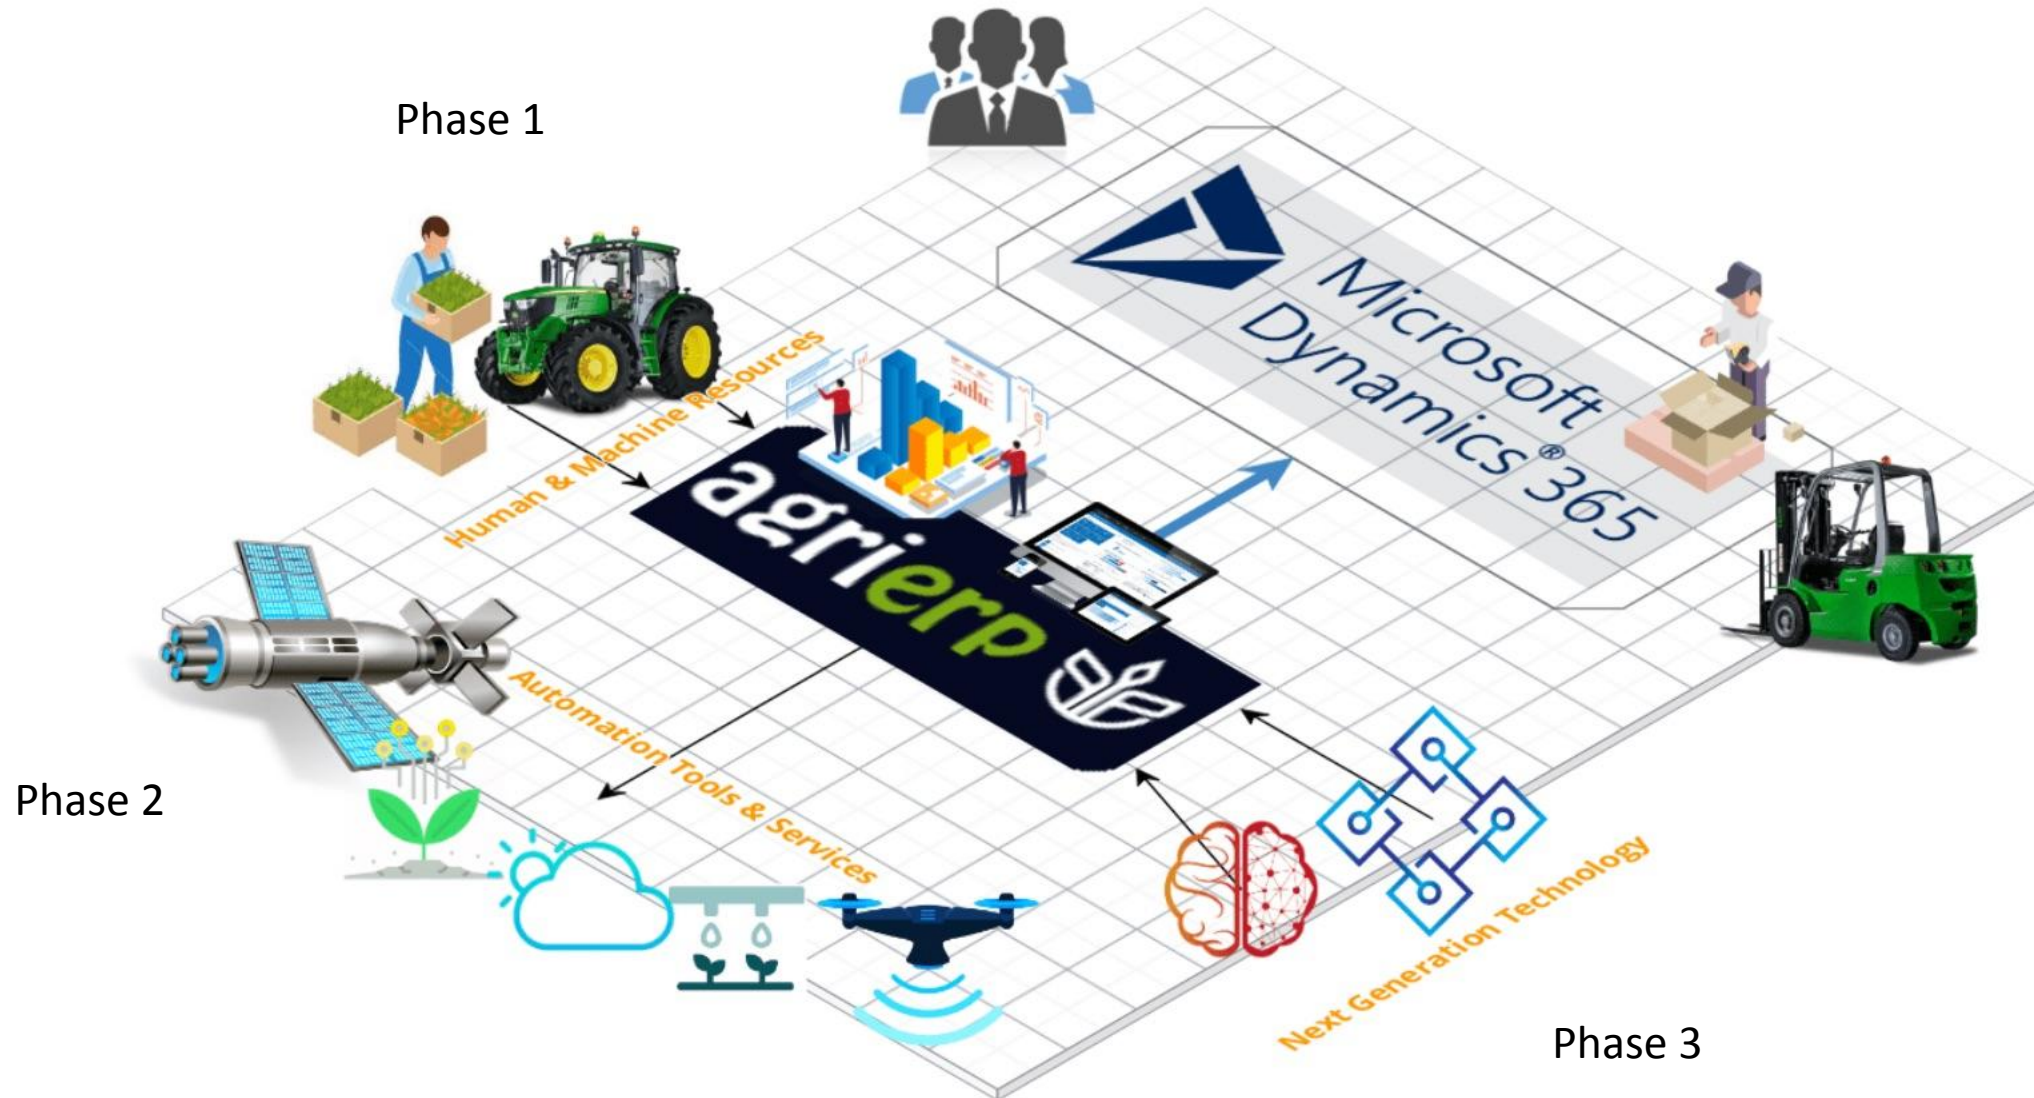 Phase 1
Microsoft
Dynamics® 365
Human & Machine Resources
agrierp
Automation Tools & Services
Phase 2
Next Generation Technology
Phase 3